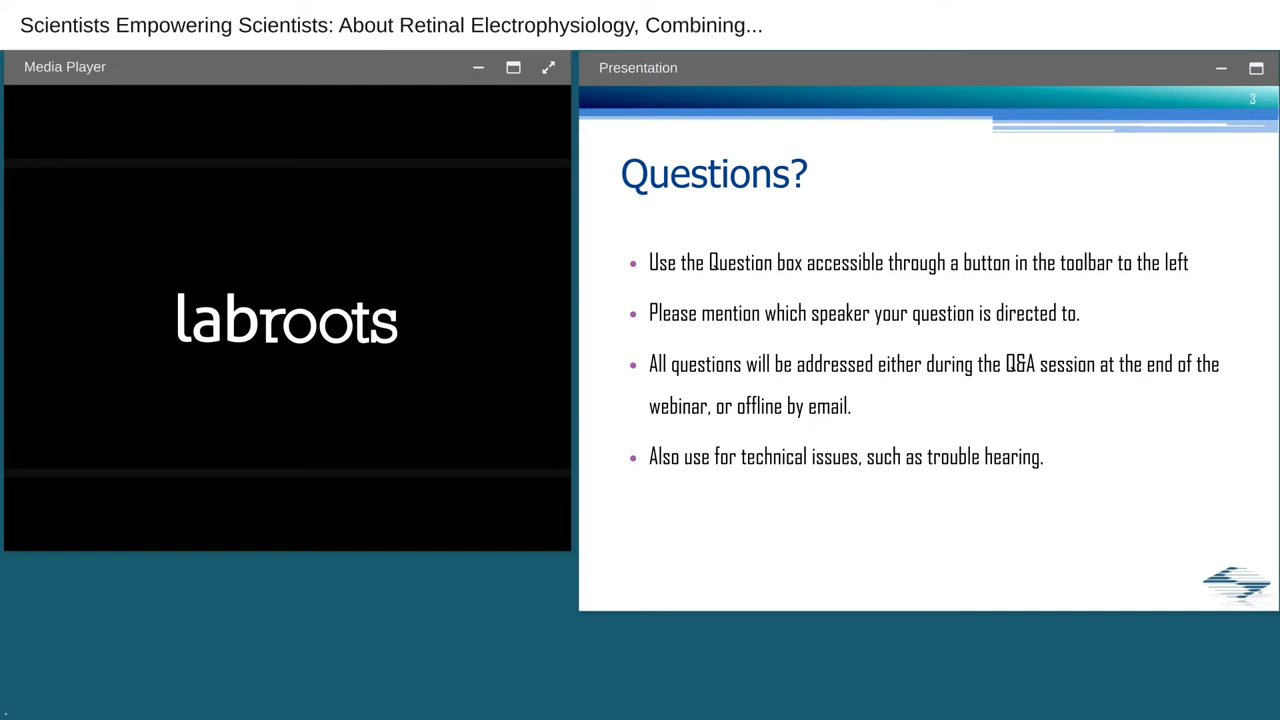 Scientists Empowering Scientists: About Retinal Electrophysiology, Combining...
Media Player
Presentation
3
labroots
Questions?
• Use the Question box accessible through a button in the toolbar to the left
• Please mention which speaker your question is directed to.
• All questions will be addressed either during the Q&A session at the end of the
webinar, or offline by email.
• Also use for technical issues, such as trouble hearing.